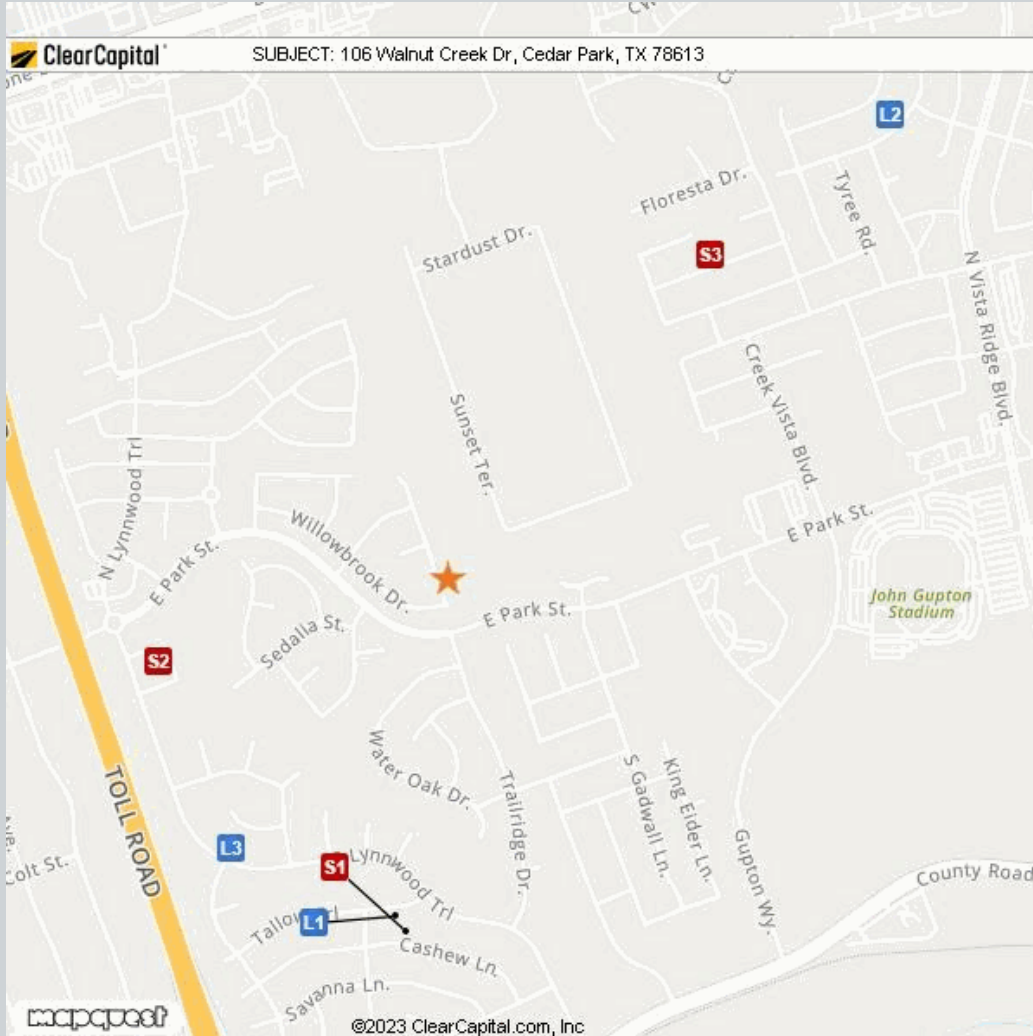 ClearCapital
SUBJECT: 106 Walnut Creek Dr, Cedar Park, TX 78613
L2
Floresta Dr.
Tyree Rd.
Stardust Dr.
S3
N Vista Ridge Blvd.
Creek Vista Blvd.
Sunset Ter.
N Lynnwood Trl
Willowbrook Dr.
E Park St.
E Park St.
John Gupton
Stadium
E Park St.
Sedalia St.
S2
Water Oak Dr.
TOLL ROAD
Trailridge Dr.
S Gadwall Ln.
King Eider Ln.
Gupton Wy.
L3
S1
Lynnwood Trl
Colt St.
County Road
L1
Cashew Ln.
Savanna Ln.
mapquest
©2023 ClearCapital.com, Inc